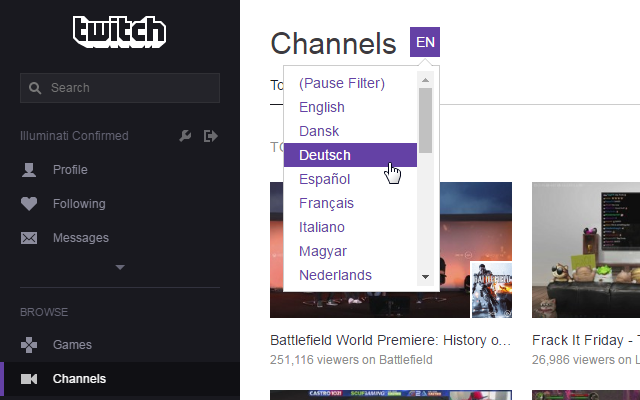 twitch
Search
Illuminati Confirmed
Profile
Following
Messages
BROWSE
Games
Channels
Channels EN
To
(Pause Filter)
English
Dansk
Deutsch
Español
Français
Italiano
Magyar
Nederlands
TO
Battlefield World Premiere: History o...
251,116 viewers on Battlefield
Frack It Friday - T
26,986 viewers on L